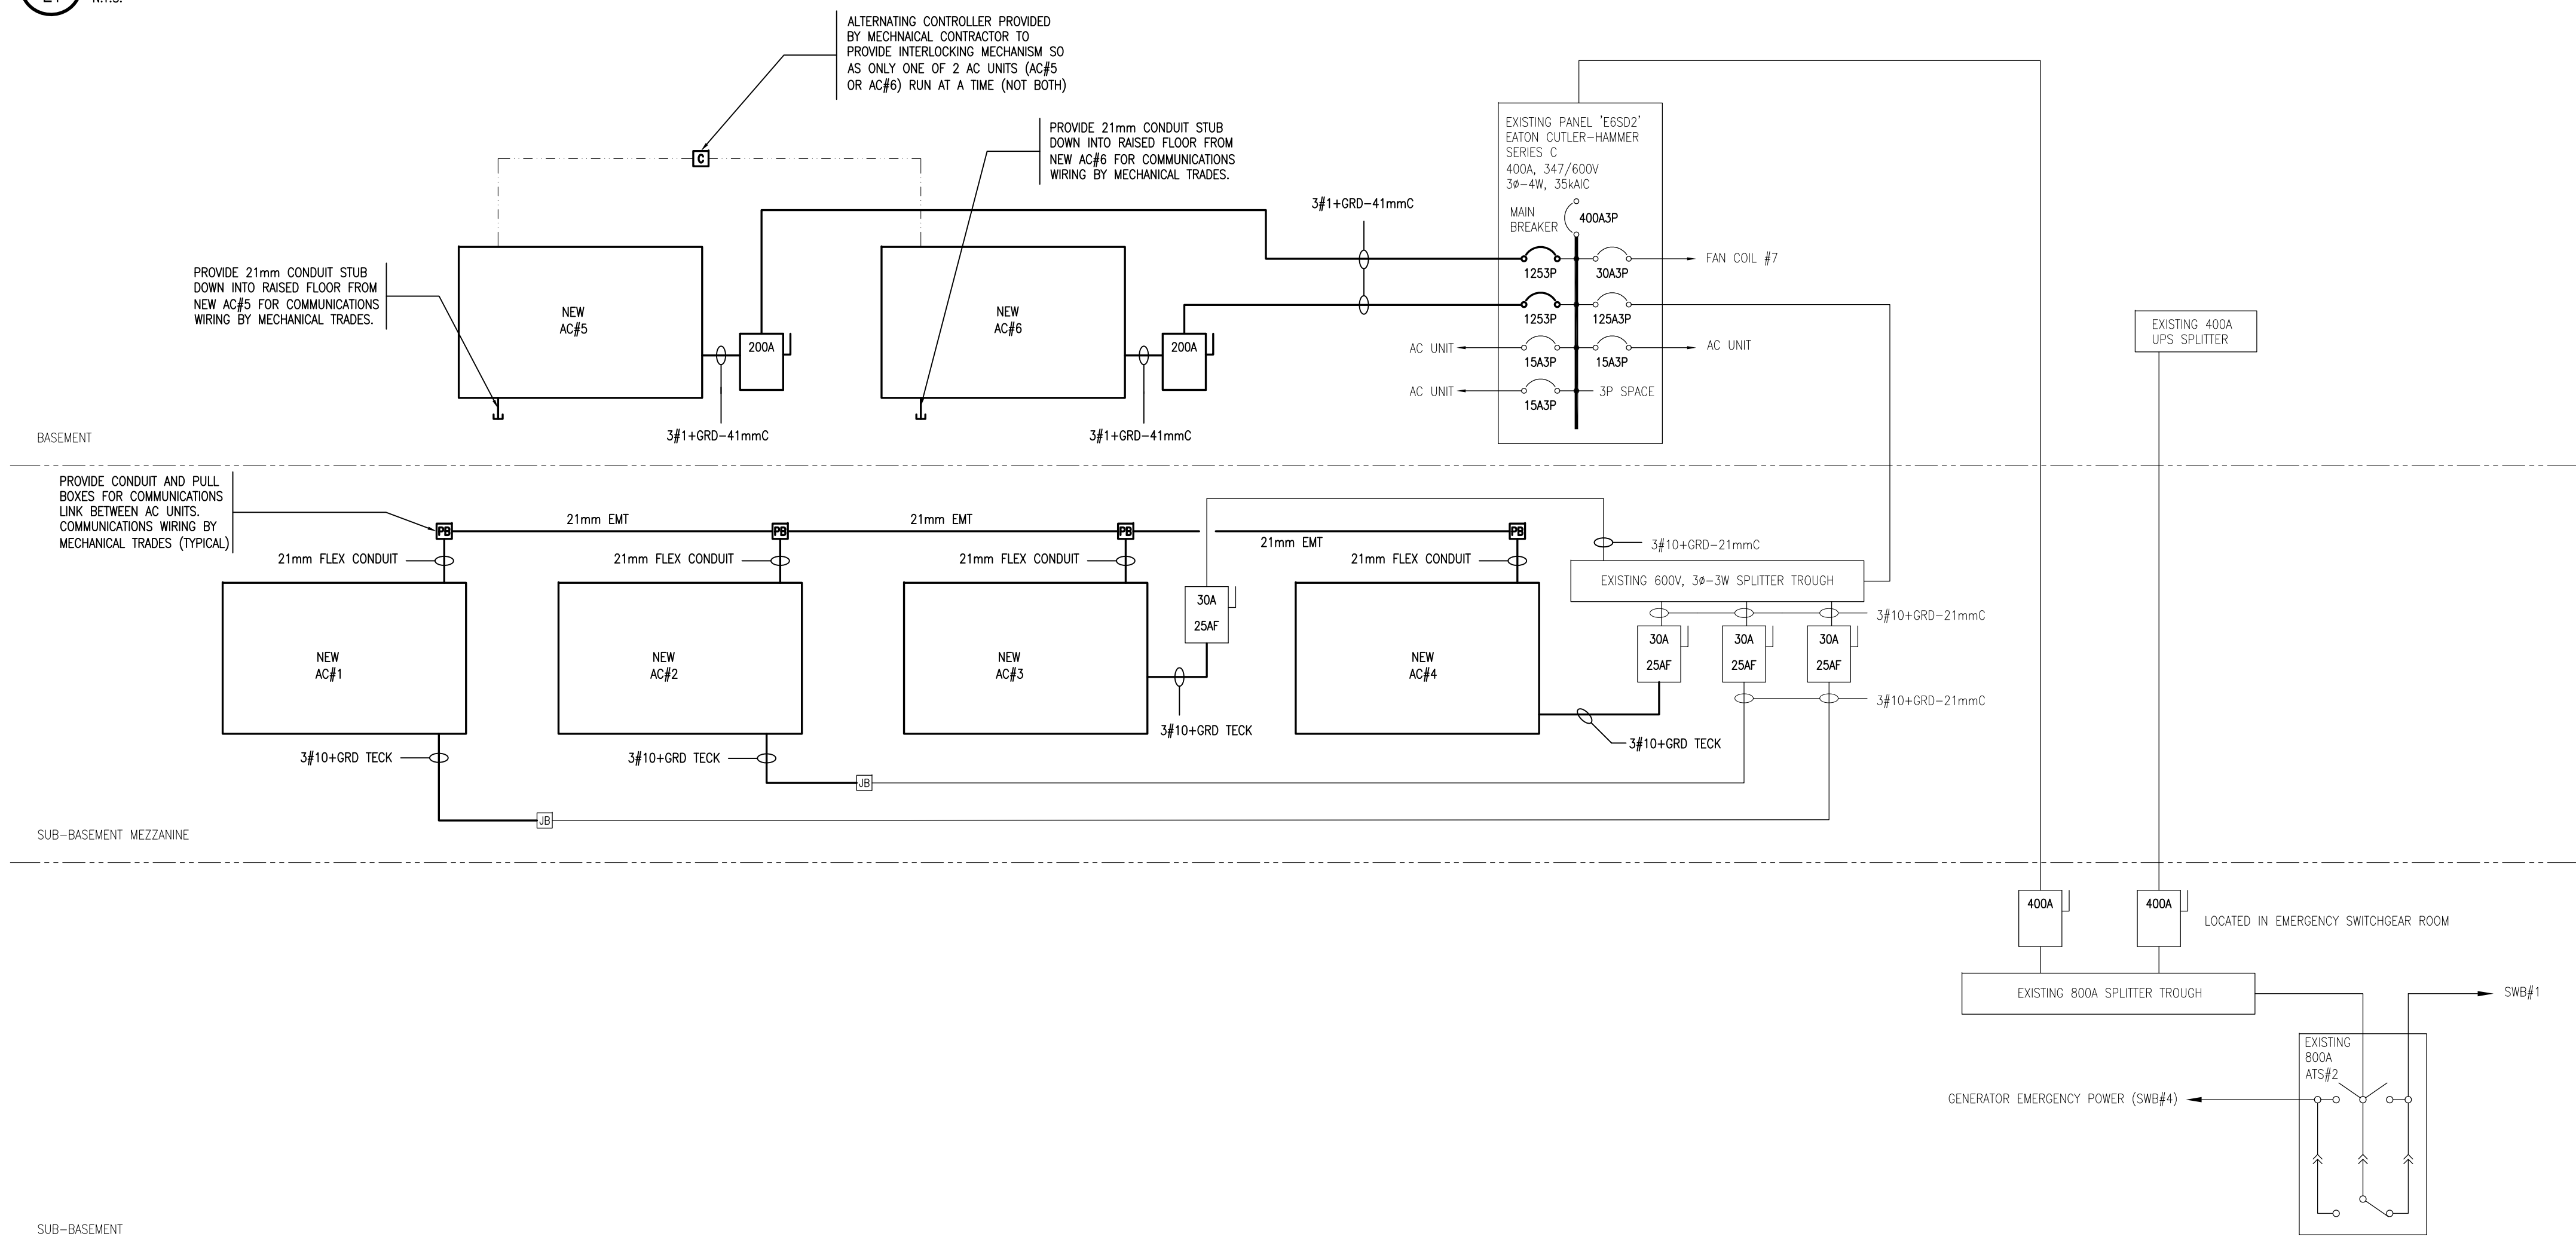 N.T.S.
ALTERNATING CONTROLLER PROVIDED
BY MECHNAICAL CONTRACTOR TO
PROVIDE INTERLOCKING MECHANISM SO
AS ONLY ONE OF 2 AC UNITS (AC#5
OR AC#6) RUN AT A TIME (NOT BOTH)
C
PROVIDE 21mm CONDUIT STUB
DOWN INTO RAISED FLOOR FROM
NEW AC#6 FOR COMMUNICATIONS
WIRING BY MECHANICAL TRADES.
PROVIDE 21mm CONDUIT STUB
DOWN INTO RAISED FLOOR FROM
NEW AC#5 FOR COMMUNICATIONS
WIRING BY MECHANICAL TRADES.
NEW
AC#5
200A
3#1+GRD-41mmC
NEW
AC#6
200A
3#1+GRD-41mmC
3#1+GRD-41mmC
EXISTING PANEL 'E6SD2'
EATON CUTLER-HAMMER
SERIES C
400A, 347/600V
3ø-4W, 35kAIC
MAIN
BREAKER
400A3P
1253P
30A3P
FAN COIL #7
1253P
125A3P
AC UNIT
15A3P
15A3P
AC UNIT
AC UNIT
15A3P
3P SPACE
EXISTING 400A
UPS SPLITTER
BASEMENT
PROVIDE CONDUIT AND PULL
BOXES FOR COMMUNICATIONS
LINK BETWEEN AC UNITS.
COMMUNICATIONS WIRING BY
MECHANICAL TRADES (TYPICAL)
PB
21mm EMT
PB
21mm EMT
PB
21mm EMT
PB
21mm FLEX CONDUIT
21mm FLEX CONDUIT
21mm FLEX CONDUIT
21mm FLEX CONDUIT
3#10+GRD-21mmC
EXISTING 600V, 3ø-3W SPLITTER TROUGH
3#10+GRD-21mmC
NEW
AC#1
NEW
AC#2
NEW
AC#3
30A
25AF
NEW
AC#4
30A
25AF
30A
25AF
30A
25AF
3#10+GRD-21mmC
3#10+GRD TECK
3#10+GRD TECK
3#10+GRD TECK
3#10+GRD TECK
JB
JB
SUB-BASEMENT MEZZANINE
400A
400A
LOCATED IN EMERGENCY SWITCHGEAR ROOM
EXISTING 800A SPLITTER TROUGH
SWB#1
EXISTING
800A
ATS#2
GENERATOR EMERGENCY POWER (SWB#4)
SUB-BASEMENT